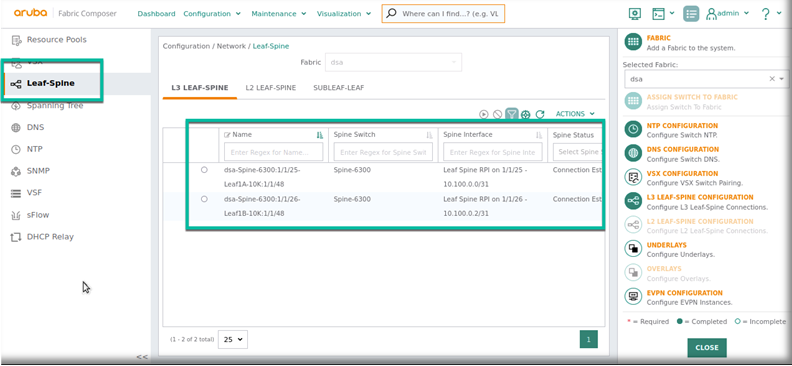 aruba Fabric Composer
Dashboard Configuration Maintenance Visualization
Where can I find...? (e.g. VL
admin
Resource Pools
Leaf-Spine
Spanning Tree
DNS
NTP
SNMP
VSF
sFlow
DHCP Relay
<<
Configuration / Network / Leaf-Spine
Fabric dsa
L3 LEAF-SPINE L2 LEAF-SPINE SUBLEAF-LEAF
ACTIONS
Name Spine Switch Spine Interface Spine Status
Enter Regex for Name... Enter Regex for Spine Swit Enter Regex for Spine Inte Select Spine
dsa-Spine-6300:1/1/25- Spine-6300 Leaf Spine RPI on 1/1/25 - Connection Est
Leaf1A-10K:1/1/48 10.100.0.0/31
dsa-Spine-6300:1/1/26- Spine-6300 Leaf Spine RPI on 1/1/26 - Connection Est
Leaf1B-10K:1/1/48 10.100.0.2/31
(1 - 2 of 2 total) 25 1
FABRIC
Add a Fabric to the system.
Selected Fabric:
dsa
ASSIGN SWITCH TO FABRIC
Assign Switch To Fabric
NTP CONFIGURATION
Configure Switch NTP.
DNS CONFIGURATION
Configure Switch DNS.
VSX CONFIGURATION
Configure VSX Switch Pairing.
L3 LEAF-SPINE CONFIGURATION
Configure L3 Leaf-Spine Connections.
L2 LEAF-SPINE CONFIGURATION
Configure L2 Leaf-Spine Connections.
UNDERLAYS
Configure Underlays.
OVERLAYS
Configure Overlays.
EVPN CONFIGURATION
Configure EVPN Instances.
* = Required = Completed = Incomplete
CLOSE